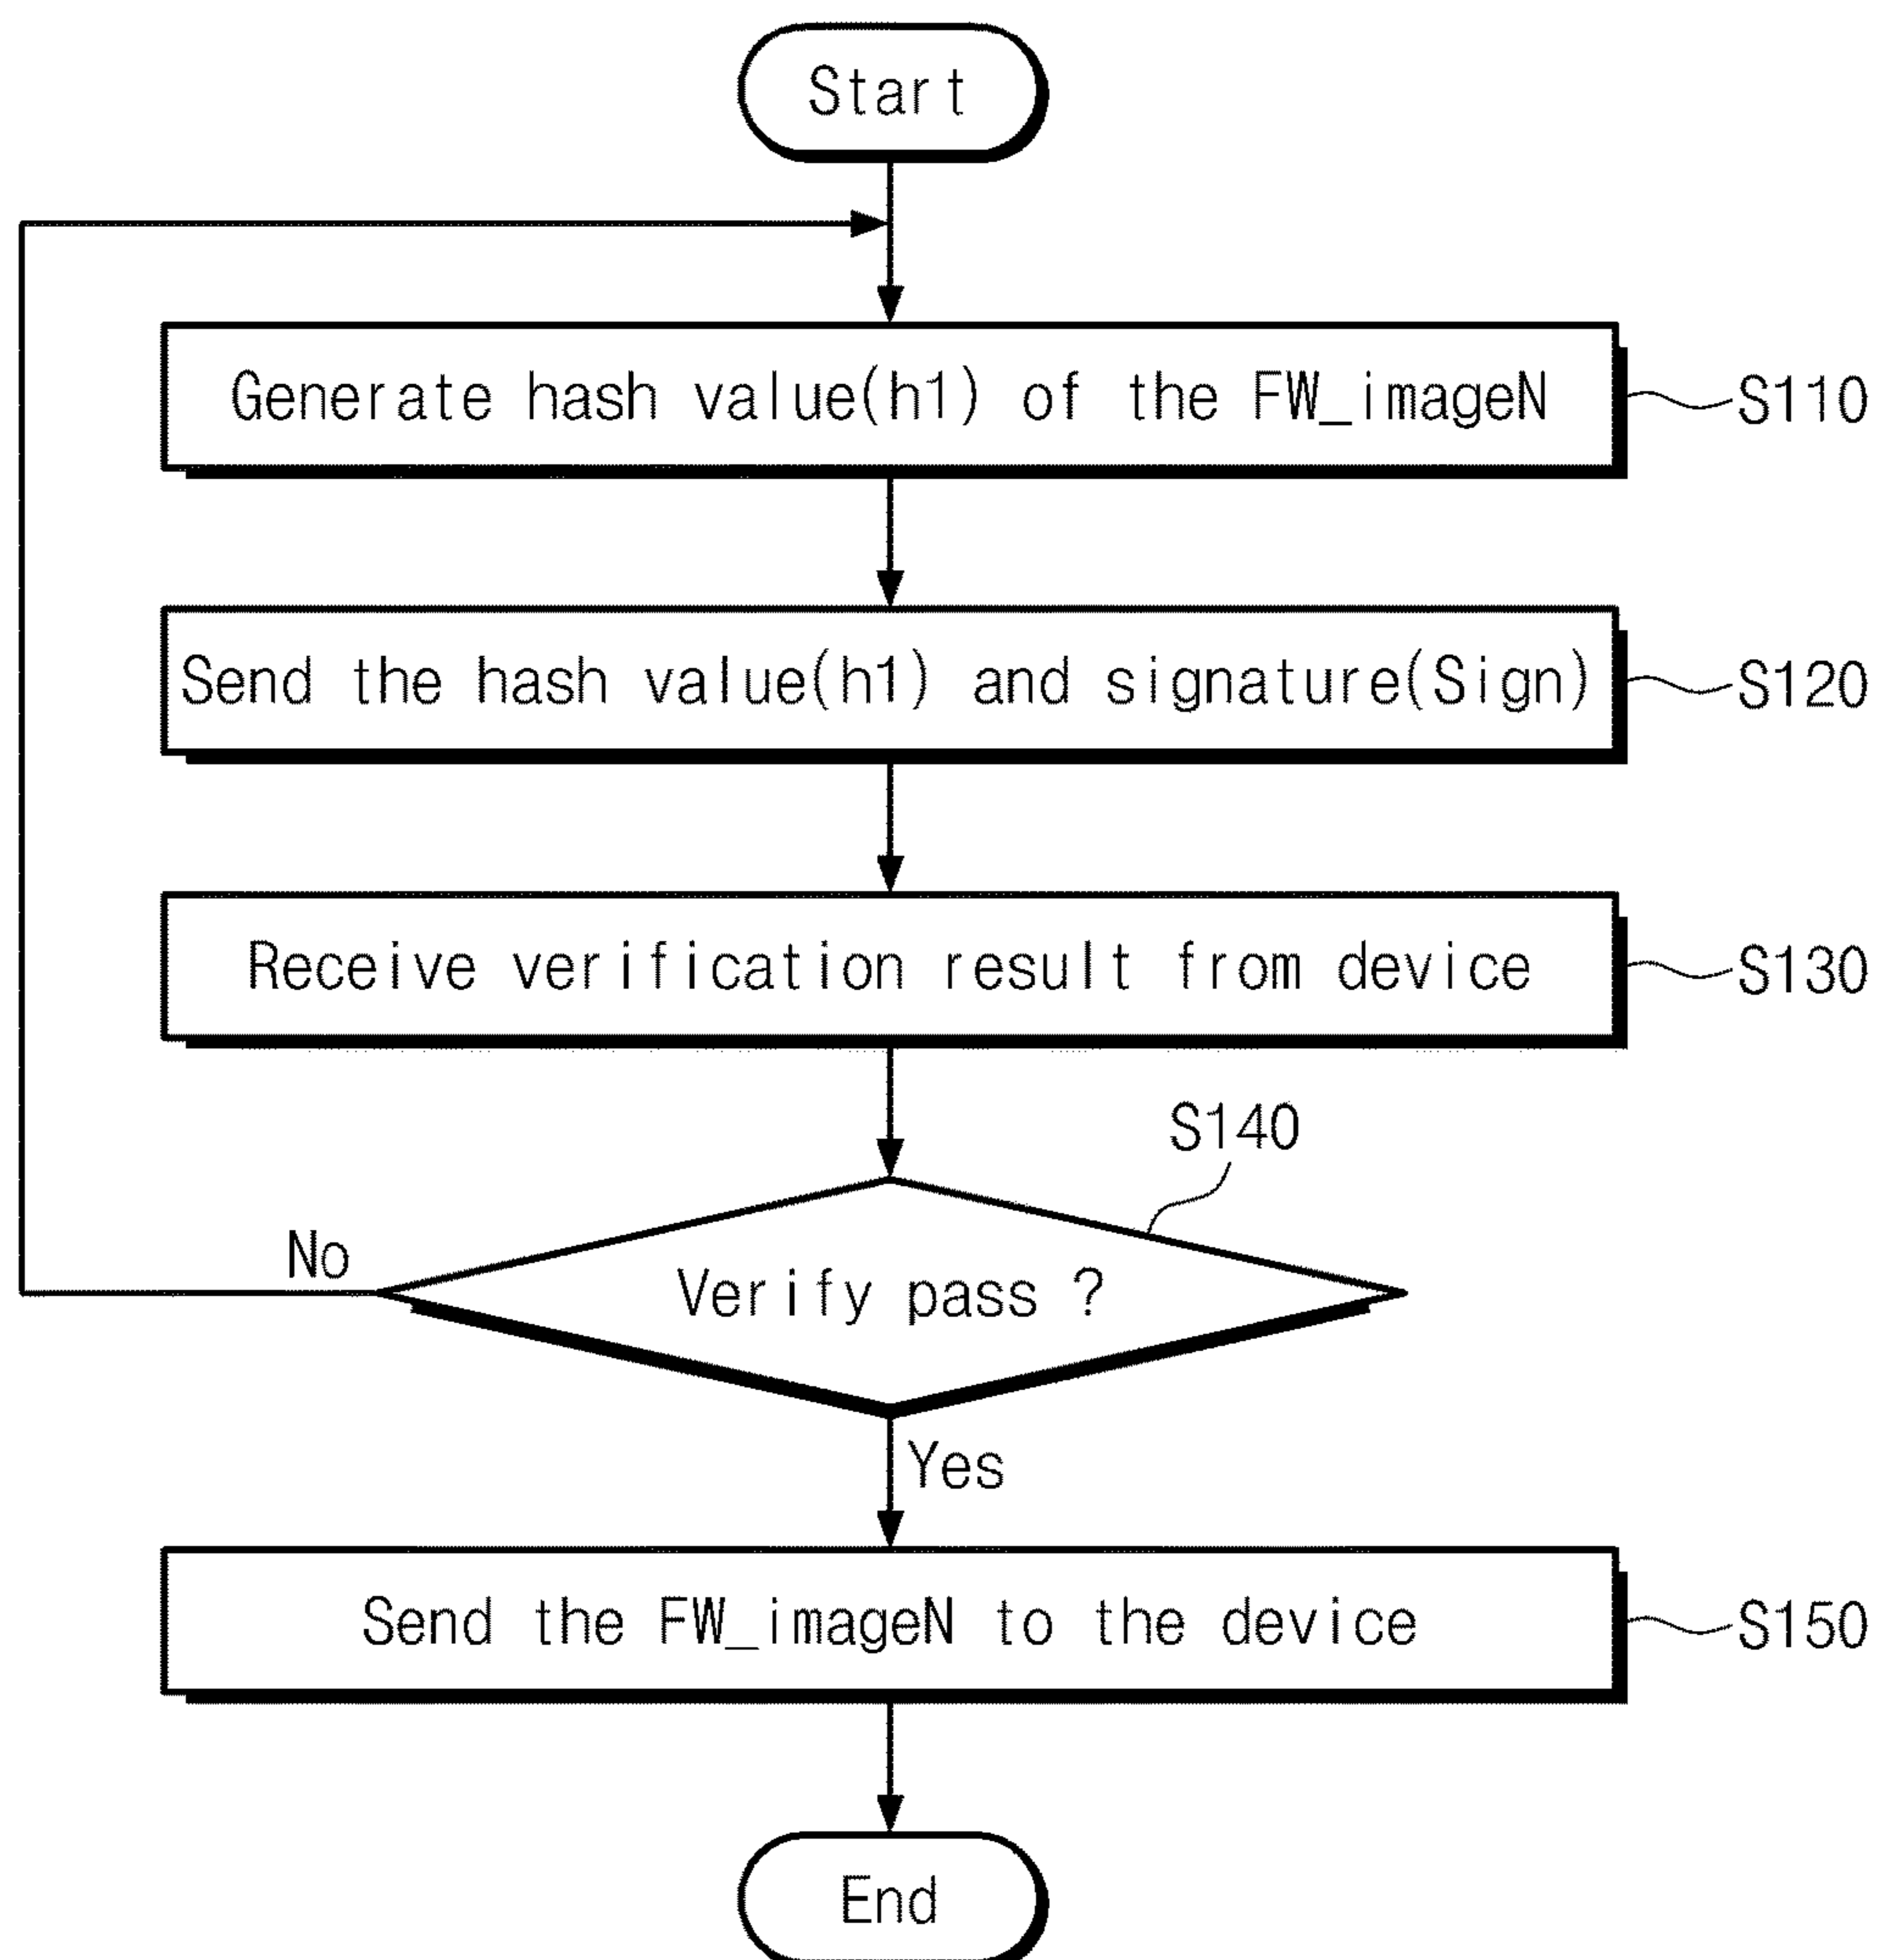 Start
Generate hash value(h1) of the FW_imageN
S110
Send the hash value(h1) and signature(Sign)
S120
Receive verification result from device
S130
S140
No
Verify pass ?
Yes
Send the FW_imageN to the device
S150
End